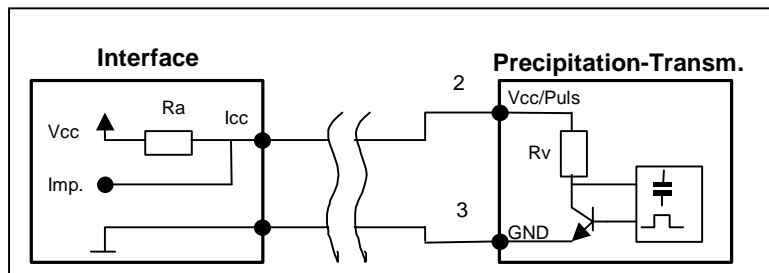 Interface
Precipitation-Transm.
2
Vcc/Puls
Ra
Icc
Vcc
Rv
Imp.
3
GND